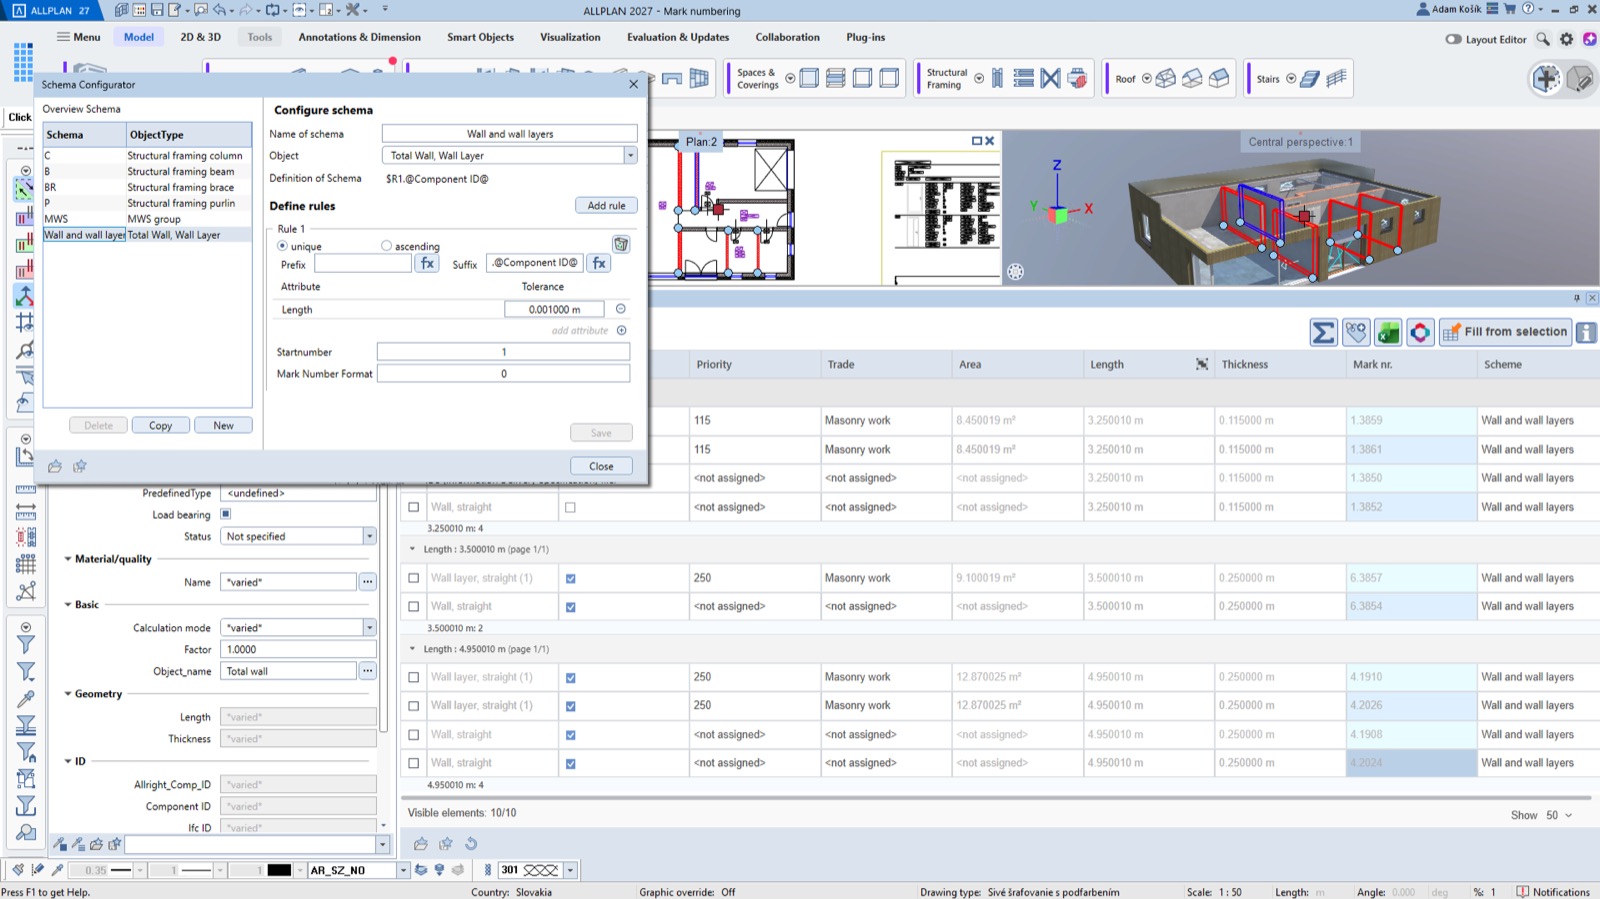 ALLPLAN 27
ALLPLAN 2027 - Mark numbering
Adam Košík
Menu
Model
2D & 3D
Tools
Annotations & Dimension
Smart Objects
Visualization
Evaluation & Updates
Collaboration
Plug-ins
Layout Editor
Spaces & Coverings
Structural Framing
Roof
Stairs
Click
Schema Configurator
Overview Schema
Schema ObjectType
C Structural framing column
B Structural framing beam
BR Structural framing brace
P Structural framing purlin
MWS MWS group
Wall and wall layer Total Wall, Wall Layer
Delete
Copy
New
Configure schema
Name of schema Wall and wall layers
Object Total Wall, Wall Layer
Definition of Schema $R1.@Component ID@
Define rules
Add rule
Rule 1
unique ascending
Prefix fx Suffix .@Component ID@ fx
Attribute Tolerance
Length 0.001000 m
add attribute
Startnumber 1
Mark Number Format 0
Save
Close
Plan:2
Central perspective:1
Z
Y
X
Fill from selection
Priority Trade Area Length Thickness Mark nr. Scheme
115 Masonry work 8.450019 m² 3.250010 m 0.115000 m 1.3859 Wall and wall layers
115 Masonry work 8.450019 m² 3.250010 m 0.115000 m 1.3861 Wall and wall layers
<not assigned> <not assigned> <not assigned> 3.250010 m 0.115000 m 1.3850 Wall and wall layers
Wall, straight <not assigned> <not assigned> <not assigned> 3.250010 m 0.115000 m 1.3852 Wall and wall layers
3.250010 m: 4
Length : 3.500010 m (page 1/1)
Wall layer, straight (1) 250 Masonry work 9.100019 m² 3.500010 m 0.250000 m 6.3857 Wall and wall layers
Wall, straight <not assigned> <not assigned> <not assigned> 3.500010 m 0.250000 m 6.3854 Wall and wall layers
3.500010 m: 2
Length : 4.950010 m (page 1/1)
Wall layer, straight (1) 250 Masonry work 12.870025 m² 4.950010 m 0.250000 m 4.1910 Wall and wall layers
Wall layer, straight (1) 250 Masonry work 12.870025 m² 4.950010 m 0.250000 m 4.2026 Wall and wall layers
Wall, straight <not assigned> <not assigned> <not assigned> 4.950010 m 0.250000 m 4.1908 Wall and wall layers
Wall, straight <not assigned> <not assigned> <not assigned> 4.950010 m 0.250000 m 4.2024 Wall and wall layers
4.950010 m: 4
Visible elements: 10/10
Show 50
PredefinedType <undefined>
Load bearing
Status Not specified
Material/quality
Name *varied*
Basic
Calculation mode *varied*
Factor 1.0000
Object_name Total wall
Geometry
Length *varied*
Thickness *varied*
ID
Allright_Comp_ID *varied*
Component ID *varied*
Ifc ID *varied*
0.35 1 1 AR_SZ_NO 301
Press F1 to get Help.
Country: Slovakia
Graphic override: Off
Drawing type: Sivé šrafovanie s podfarbením
Scale: 1 : 50
Length: m
Angle: 0.000 deg
%: 1
Notifications